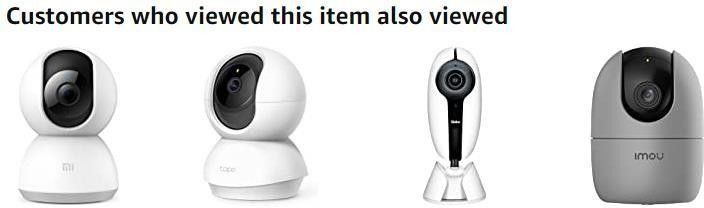 Customers who viewed this item also viewed
mi
tapo
imou